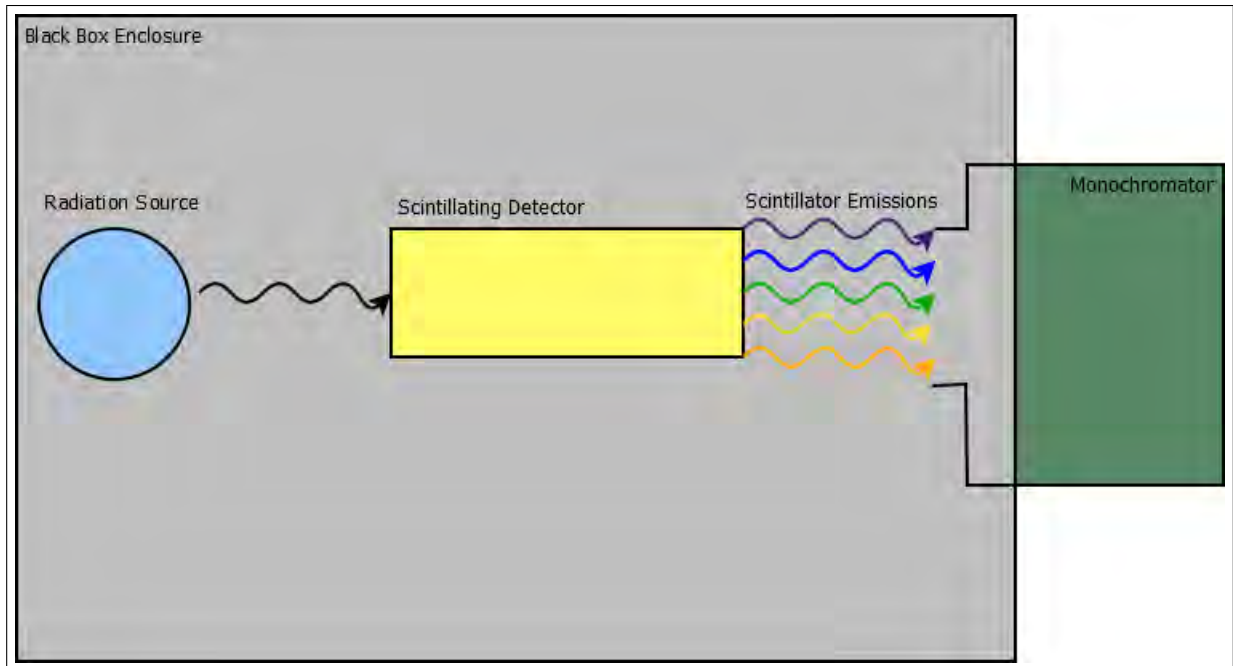 Black Box Enclosure
Radiation Source
Scintillating Detector
Scintillator Emissions
Monochromator